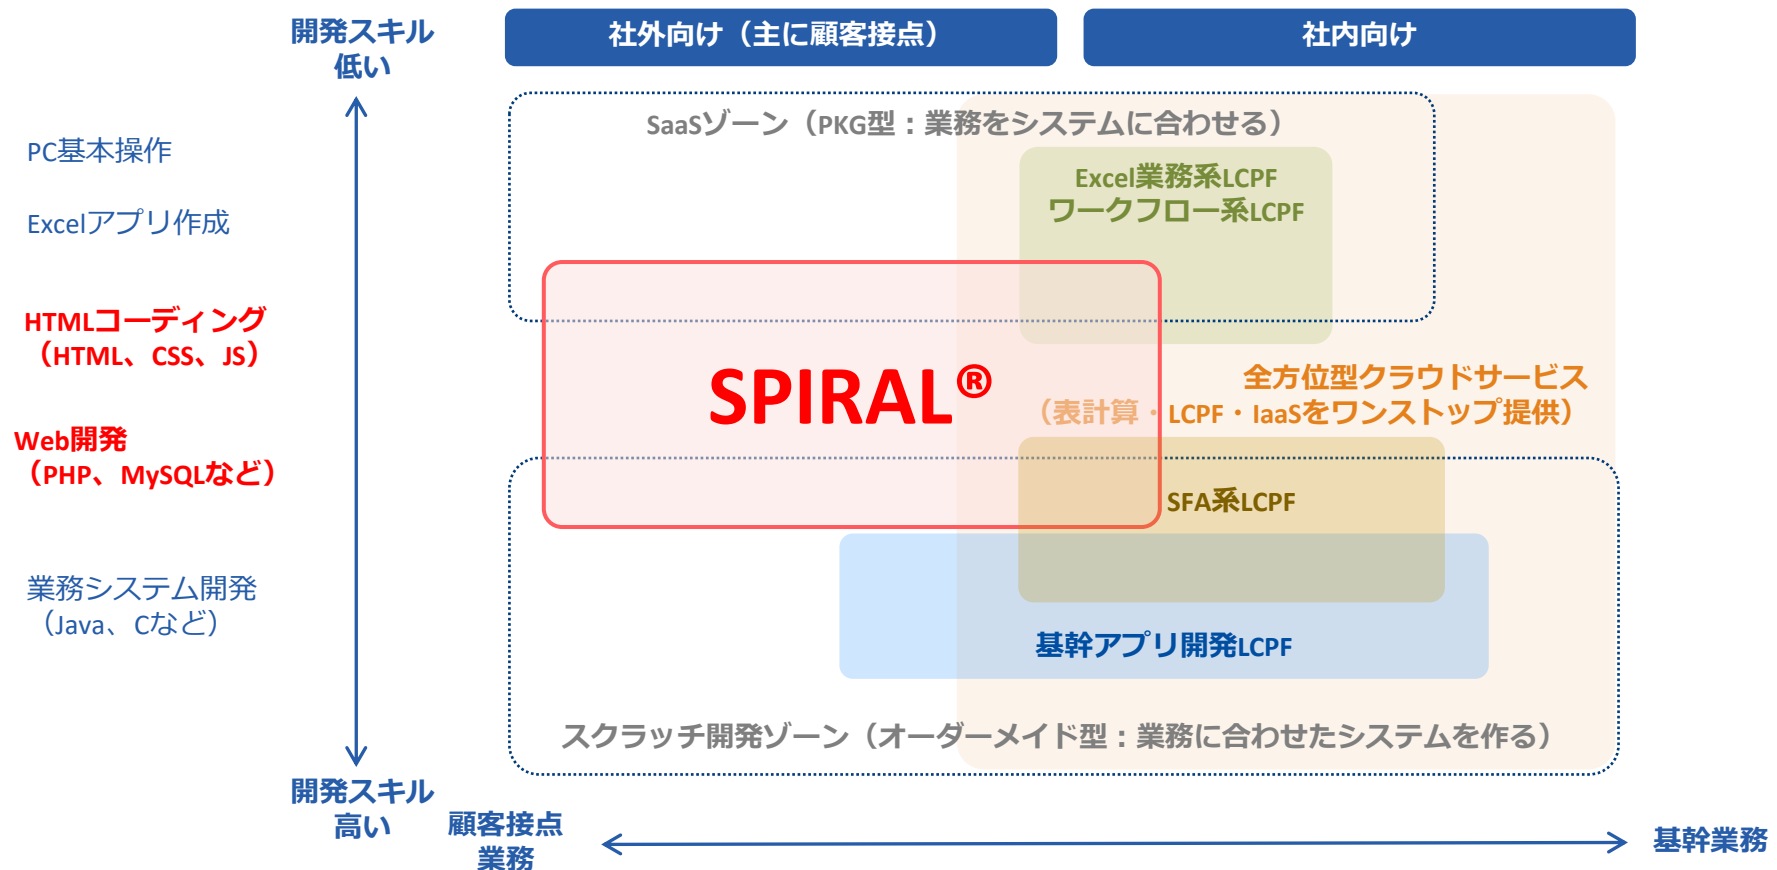 開発スキル
低い
社外向け（主に顧客接点）
社内向け
SaaSゾーン（PKG型：業務をシステムに合わせる）
PC基本操作
Excel業務系LCPF
ワークフロー系LCPF
Excelアプリ作成
HTMLコーディング
（HTML、CSS、JS）
SPIRAL®
全方位型クラウドサービス
（表計算・LCPF・IaaSをワンストップ提供）
Web開発
（PHP、MySQLなど）
SFA系LCPF
業務システム開発
（Java、Cなど）
基幹アプリ開発LCPF
スクラッチ開発ゾーン（オーダーメイド型：業務に合わせたシステムを作る）
開発スキル
高い
顧客接点
業務
基幹業務